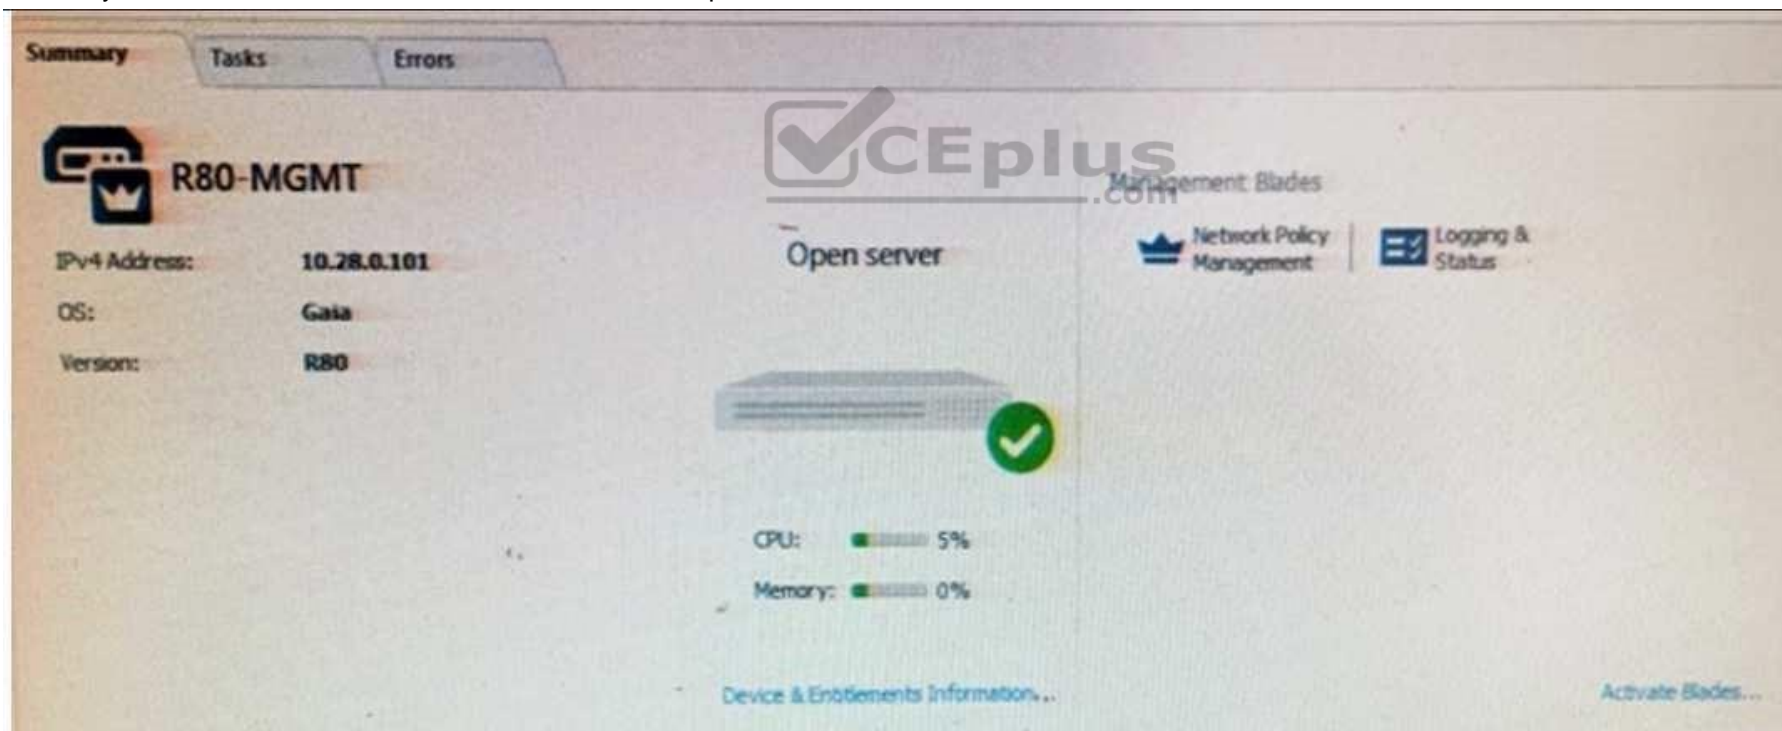 Summary Tasks Errors
VCEplus
.com
R80-MGMT
Management Blades
Open server
Network Policy
Management
Logging &
Status
IPv4 Address: 10.28.0.101
OS: Gaia
Version: R80
CPU: 5%
Memory: 0%
Device & Entitlements Information...
Activate Blades...